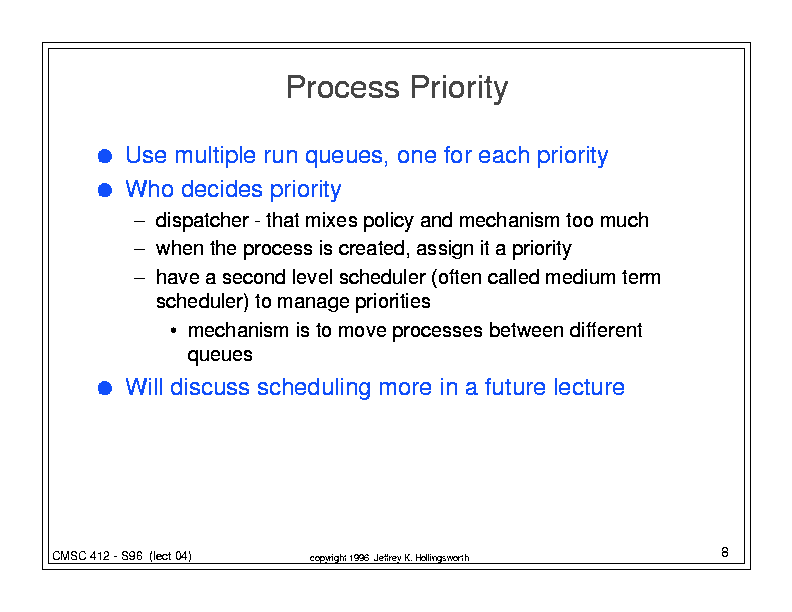 Process Priority
● Use multiple run queues, one for each priority
● Who decides priority
– dispatcher - that mixes policy and mechanism too much
– when the process is created, assign it a priority
– have a second level scheduler (often called medium term
scheduler) to manage priorities
• mechanism is to move processes between different
queues
● Will discuss scheduling more in a future lecture
CMSC 412 - S96 (lect 04)
copyright 1996 Jeffrey K. Hollingsworth
8